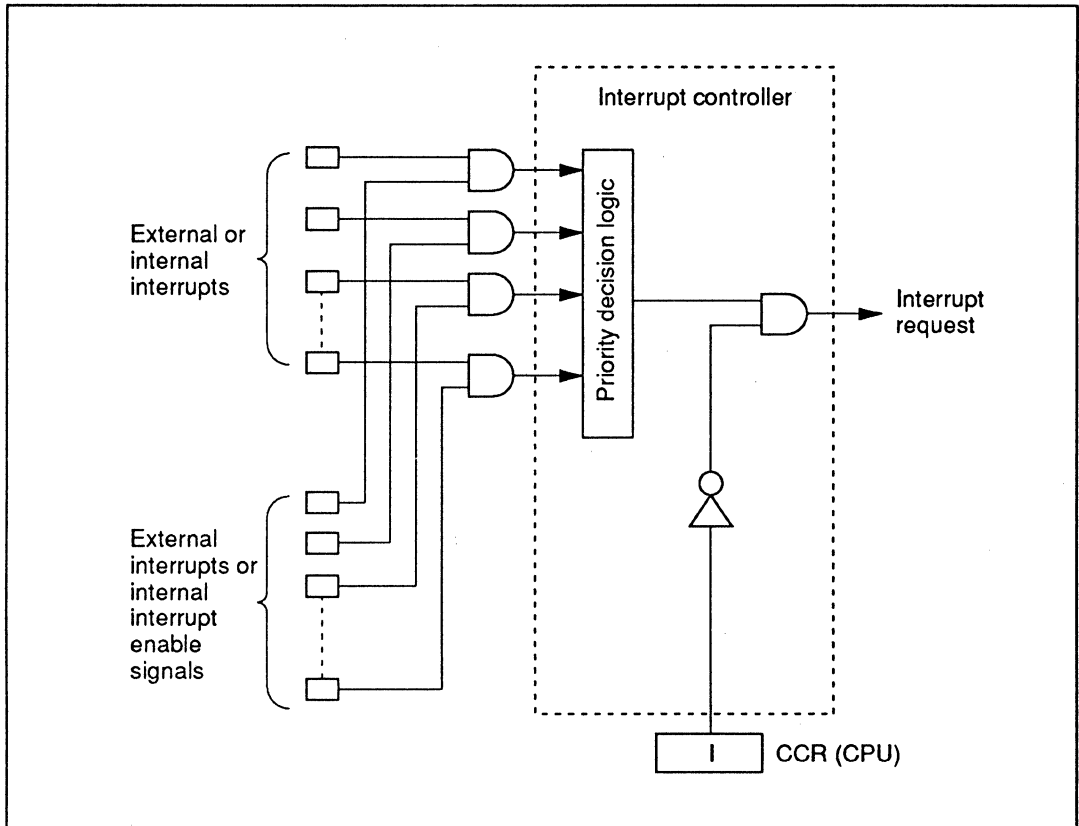 Interrupt controller
External or
internal
interrupts
Priority decision logic
Interrupt
request
External
interrupts or
internal
interrupt
enable
signals
I
CCR (CPU)